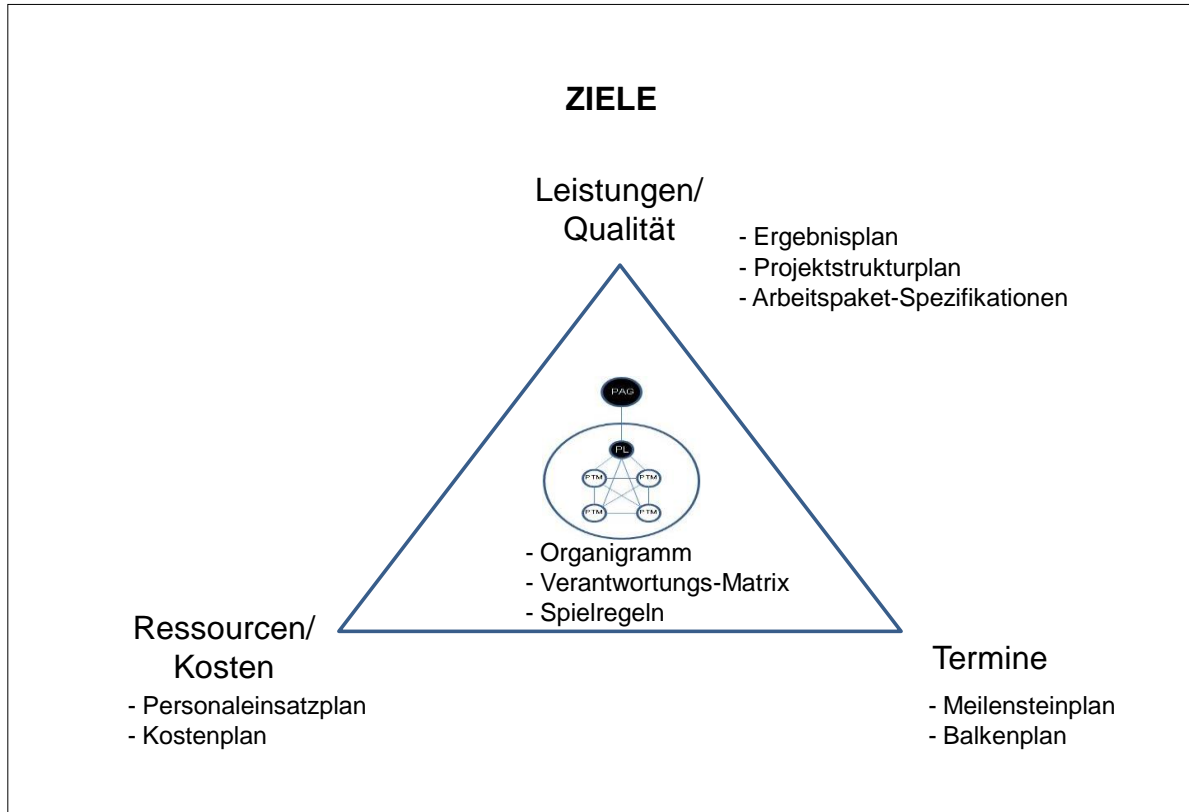 ZIELE
Leistungen/
Qualität
- Ergebnisplan
- Projektstrukturplan
- Arbeitspaket-Spezifikationen
PAG
PL
PTM
PTM
PTM
PTM
- Organigramm
- Verantwortungs-Matrix
- Spielregeln
Ressourcen/
Kosten
- Personaleinsatzplan
- Kostenplan
Termine
- Meilensteinplan
- Balkenplan